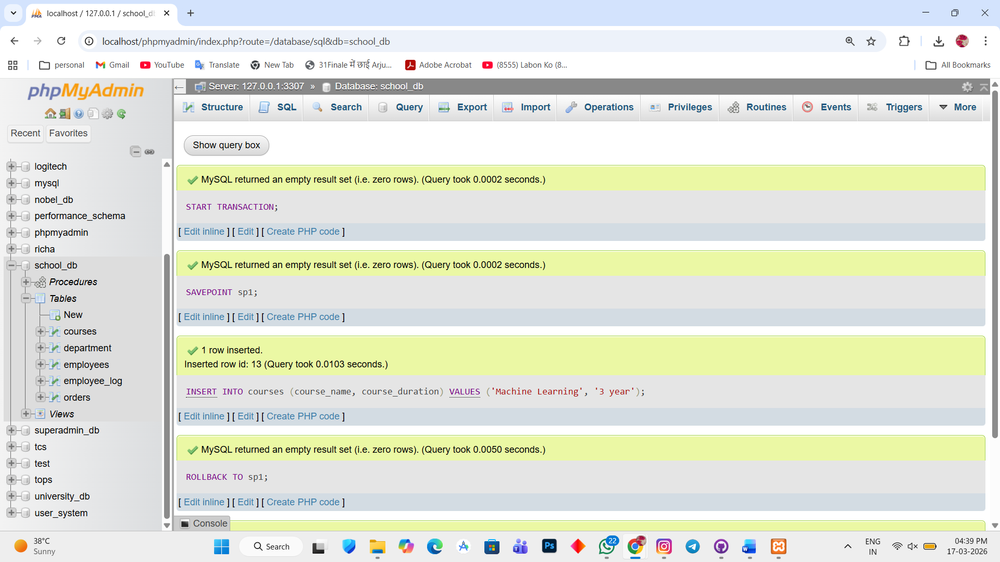 localhost / 127.0.0.1 / school_db
localhost/phpmyadmin/index.php?route=/database/sql&db=school_db
personal
Gmail
YouTube
Translate
New Tab
31Finale में छाई Arju...
Adobe Acrobat
(8555) Labon Ko (8...
All Bookmarks
phpMyAdmin
Recent
Favorites
logitech
mysql
nobel_db
performance_schema
phpmyadmin
richa
school_db
Procedures
Tables
New
courses
department
employees
employee_log
orders
Views
superadmin_db
tcs
test
tops
university_db
user_system
Server: 127.0.0.1:3307 » Database: school_db
Structure
SQL
Search
Query
Export
Import
Operations
Privileges
Routines
Events
Triggers
More
Show query box
MySQL returned an empty result set (i.e. zero rows). (Query took 0.0002 seconds.)
START TRANSACTION;
[ Edit inline ] [ Edit ] [ Create PHP code ]
MySQL returned an empty result set (i.e. zero rows). (Query took 0.0002 seconds.)
SAVEPOINT sp1;
[ Edit inline ] [ Edit ] [ Create PHP code ]
1 row inserted.
Inserted row id: 13 (Query took 0.0103 seconds.)
INSERT INTO courses (course_name, course_duration) VALUES ('Machine Learning', '3 year');
[ Edit inline ] [ Edit ] [ Create PHP code ]
MySQL returned an empty result set (i.e. zero rows). (Query took 0.0050 seconds.)
ROLLBACK TO sp1;
[ Edit inline ] [ Edit ] [ Create PHP code ]
Console
38°C
Sunny
Search
22
ENG
IN
04:39 PM
17-03-2026